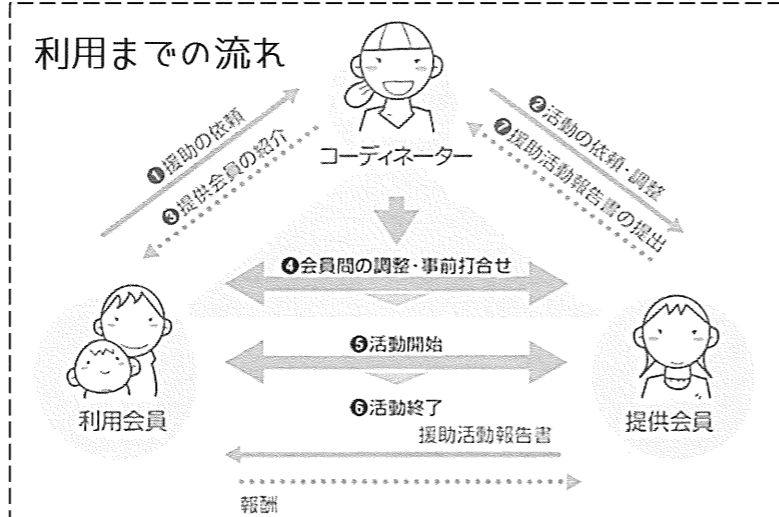 利用までの流れ
コーディネーター
❶援助の依頼
❸提供会員の紹介
❷活動の依頼・調整
❼援助活動報告書の提出
❹会員間の調整・事前打合せ
❺活動開始
❻活動終了
援助活動報告書
報酬
利用会員
提供会員